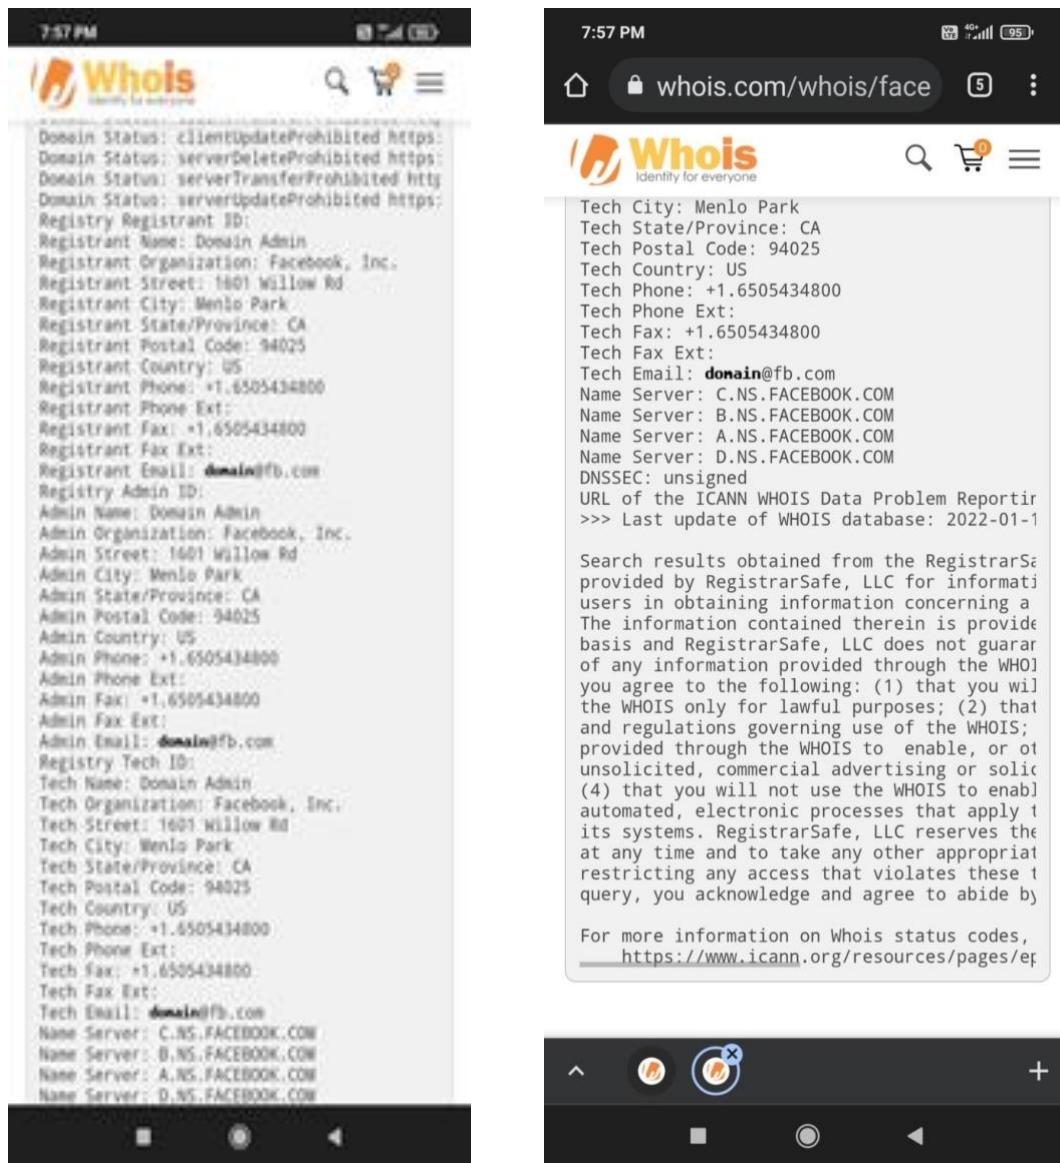 7:57 PM
Whois
Identity for everyone
0
Domain Status: clientUpdateProhibited https:
Domain Status: serverDeleteProhibited https:
Domain Status: serverTransferProhibited http
Domain Status: serverUpdateProhibited https:
Registry Registrant ID:
Registrant Name: Domain Admin
Registrant Organization: Facebook, Inc.
Registrant Street: 1601 Willow Rd
Registrant City: Menlo Park
Registrant State/Province: CA
Registrant Postal Code: 94025
Registrant Country: US
Registrant Phone: +1.6505434800
Registrant Phone Ext:
Registrant Fax: +1.6505434800
Registrant Fax Ext:
Registrant Email: domain@fb.com
Registry Admin ID:
Admin Name: Domain Admin
Admin Organization: Facebook, Inc.
Admin Street: 1601 Willow Rd
Admin City: Menlo Park
Admin State/Province: CA
Admin Postal Code: 94025
Admin Country: US
Admin Phone: +1.6505434800
Admin Phone Ext:
Admin Fax: +1.6505434800
Admin Fax Ext:
Admin Email: domain@fb.com
Registry Tech ID:
Tech Name: Domain Admin
Tech Organization: Facebook, Inc.
Tech Street: 1601 Willow Rd
Tech City: Menlo Park
Tech State/Province: CA
Tech Postal Code: 94025
Tech Country: US
Tech Phone: +1.6505434800
Tech Phone Ext:
Tech Fax: +1.6505434800
Tech Fax Ext:
Tech Email: domain@fb.com
Name Server: C.NS.FACEBOOK.COM
Name Server: B.NS.FACEBOOK.COM
Name Server: A.NS.FACEBOOK.COM
Name Server: D.NS.FACEBOOK.COM
7:57 PM Vo LTE 4G+ 95
whois.com/whois/face 5
Whois
Identity for everyone
0
Tech City: Menlo Park
Tech State/Province: CA
Tech Postal Code: 94025
Tech Country: US
Tech Phone: +1.6505434800
Tech Phone Ext:
Tech Fax: +1.6505434800
Tech Fax Ext:
Tech Email: domain@fb.com
Name Server: C.NS.FACEBOOK.COM
Name Server: B.NS.FACEBOOK.COM
Name Server: A.NS.FACEBOOK.COM
Name Server: D.NS.FACEBOOK.COM
DNSSEC: unsigned
URL of the ICANN WHOIS Data Problem Reportin
>>> Last update of WHOIS database: 2022-01-1
Search results obtained from the RegistrarSa
provided by RegistrarSafe, LLC for informati
users in obtaining information concerning a
The information contained therein is provide
basis and RegistrarSafe, LLC does not guaran
of any information provided through the WHOI
you agree to the following: (1) that you wil
the WHOIS only for lawful purposes; (2) that
and regulations governing use of the WHOIS;
provided through the WHOIS to enable, or ot
unsolicited, commercial advertising or solic
(4) that you will not use the WHOIS to enabl
automated, electronic processes that apply t
its systems. RegistrarSafe, LLC reserves the
at any time and to take any other appropriat
restricting any access that violates these t
query, you acknowledge and agree to abide by
For more information on Whois status codes,
https://www.icann.org/resources/pages/ep